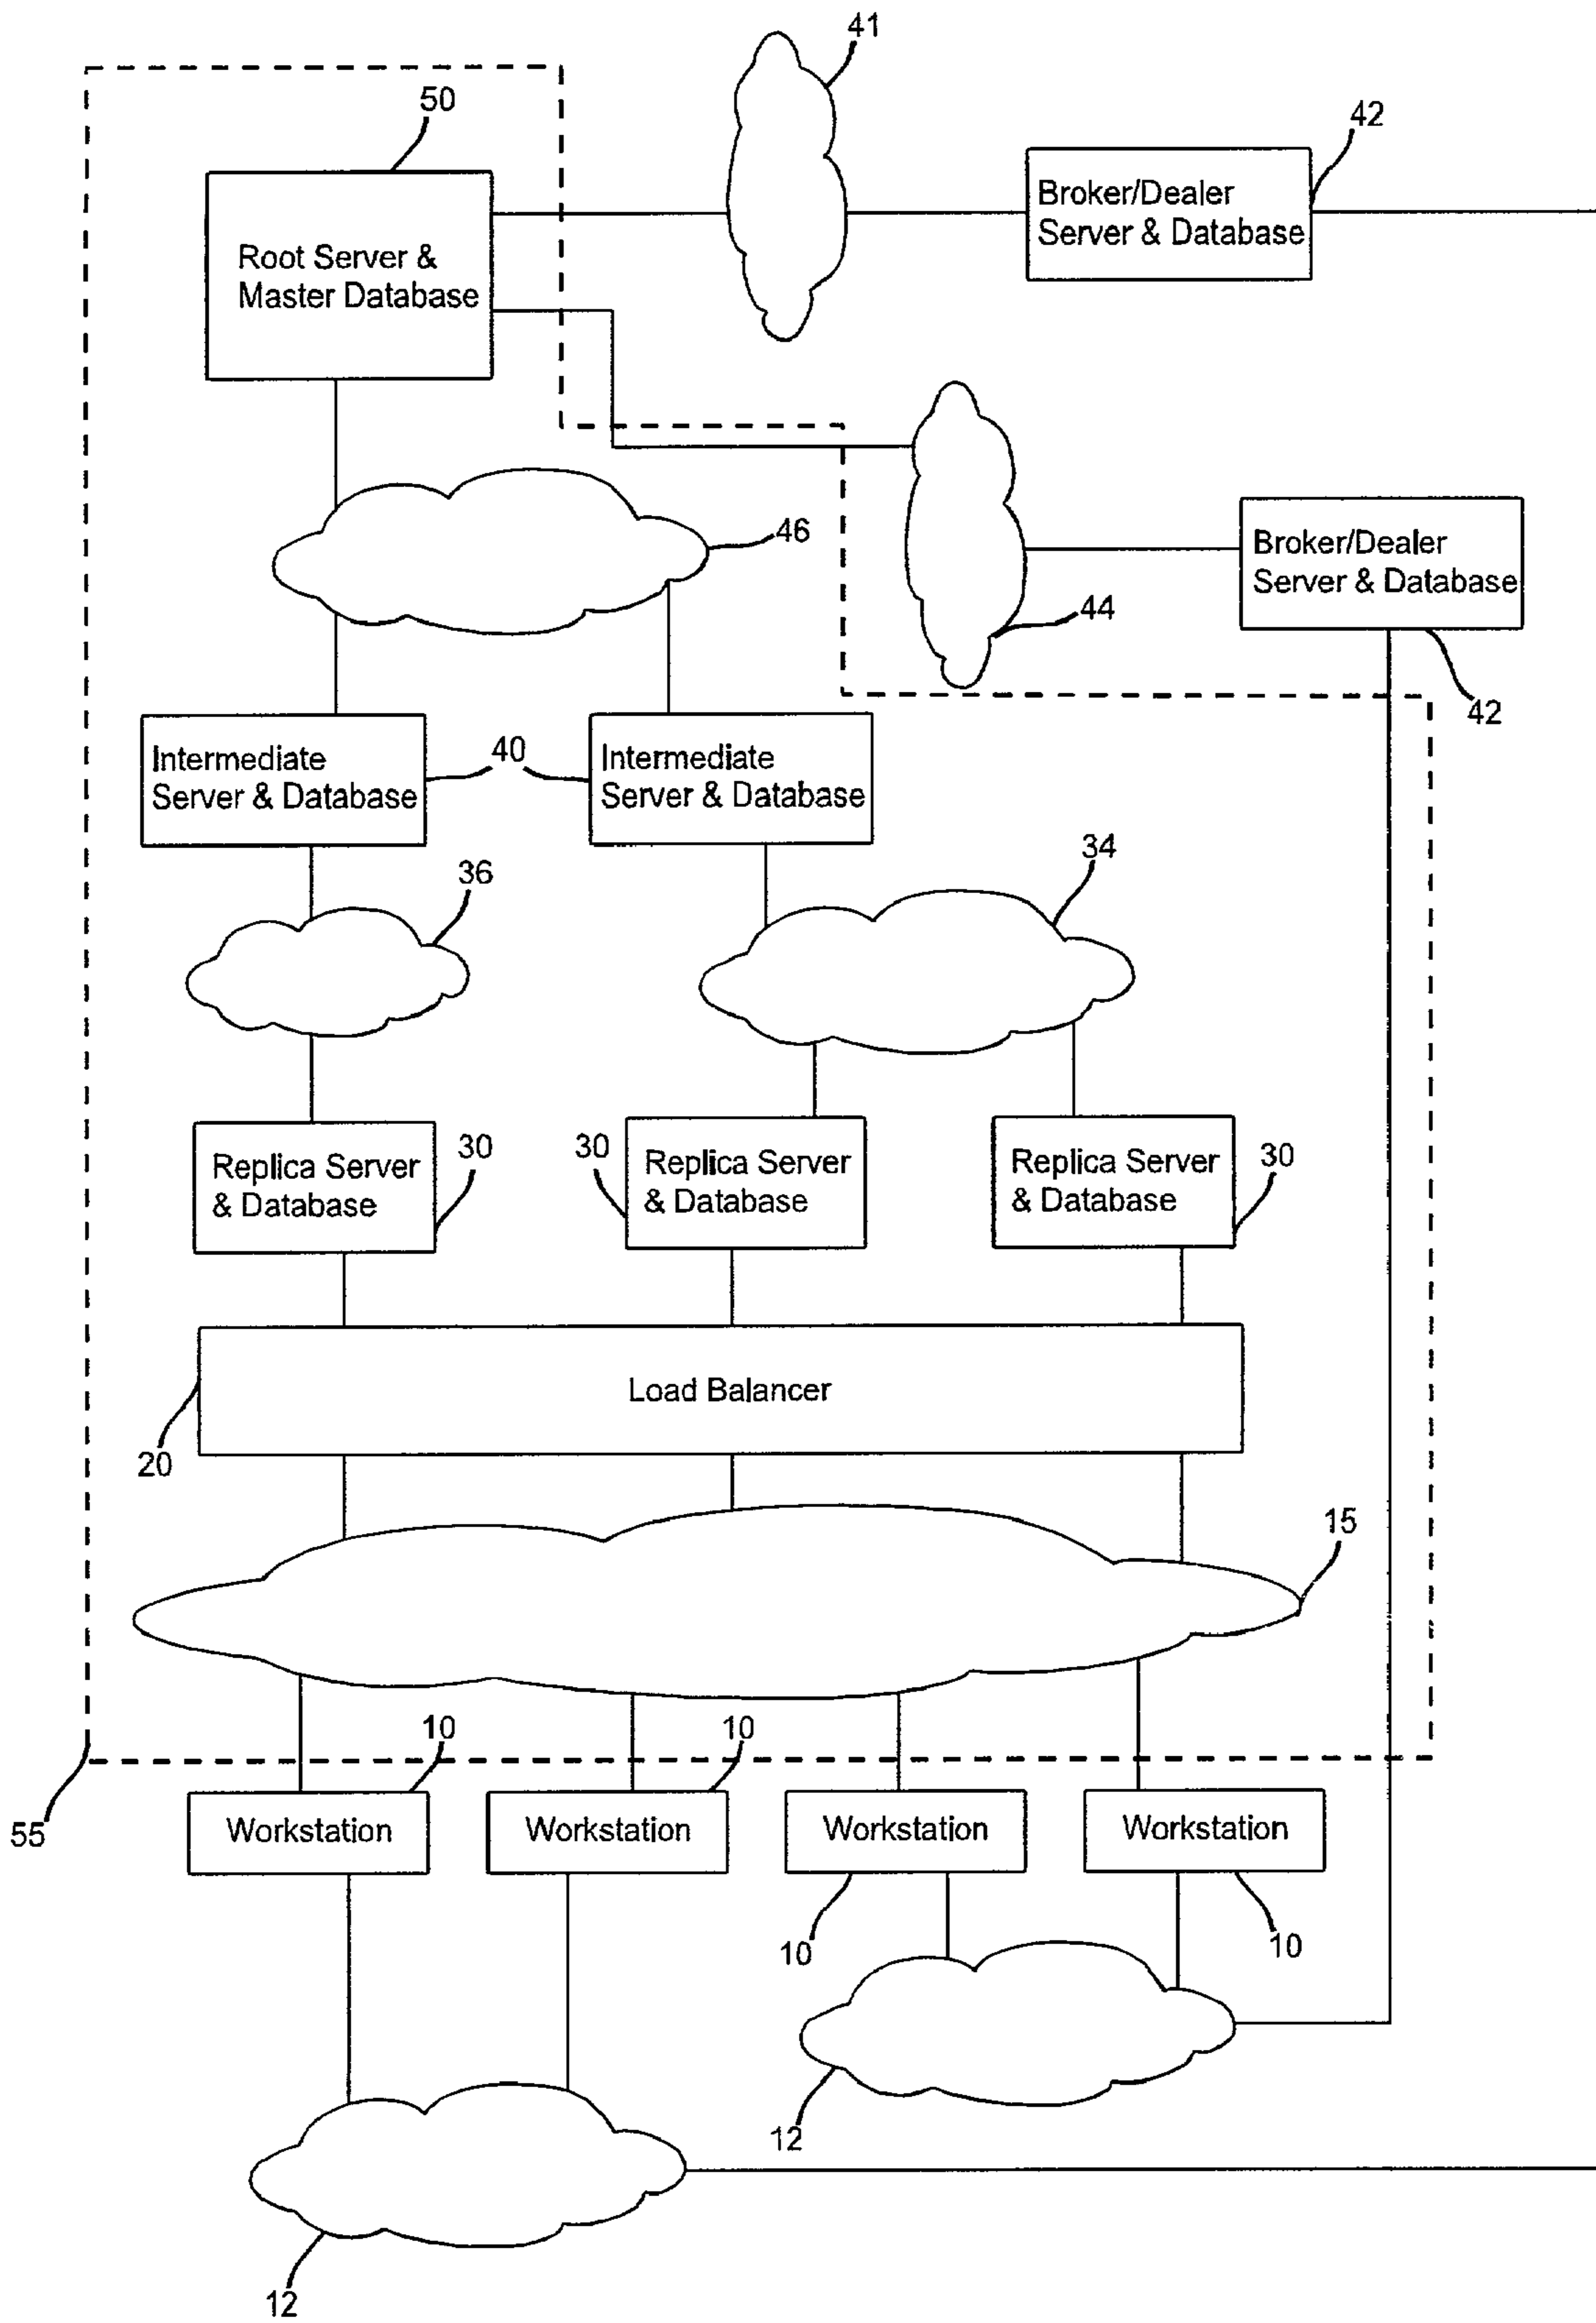 41
50
42
Root Server &
Master Database
Broker/Dealer
Server & Database
46
Broker/Dealer
Server & Database
44
42
Intermediate
Server & Database
40
Intermediate
Server & Database
36
34
Replica Server
& Database
30
30
Replica Server
& Database
Replica Server
& Database
30
Load Balancer
20
15
10
10
55
Workstation
Workstation
Workstation
Workstation
10
10
12
12